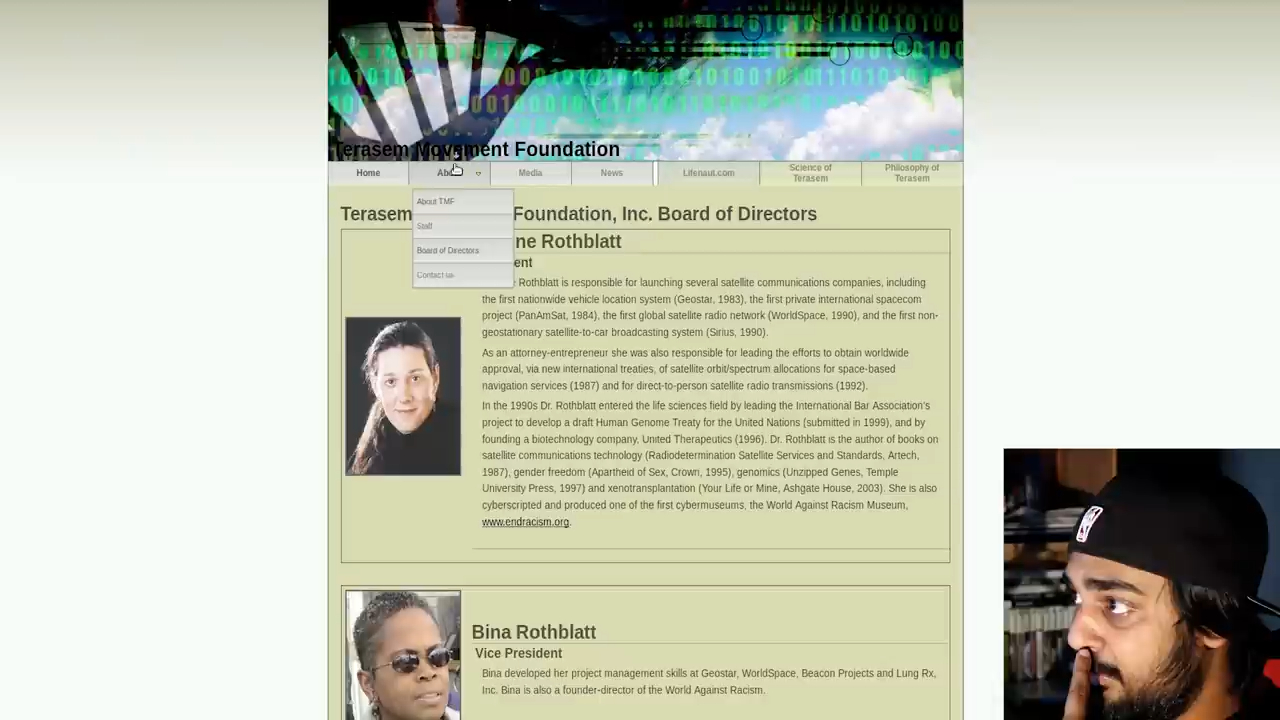 Terasem Movement Foundation
Home
Media
News
Lifenaut.com
Science of
Terasem
Philosophy of
Terasem
About TMF
Staff
Board of Directors
Contact us
Terasem Foundation, Inc. Board of Directors
ne Rothblatt
ent
Rothblatt is responsible for launching several satellite communications companies, including
the first nationwide vehicle location system (Geostar, 1983), the first private international spacecom
project (PanAmSat, 1984), the first global satellite radio network (WorldSpace, 1990), and the first non-
geostationary satellite-to-car broadcasting system (Sirius, 1990).
As an attorney-entrepreneur she was also responsible for leading the efforts to obtain worldwide
approval, via new international treaties, of satellite orbit/spectrum allocations for space-based
navigation services (1987) and for direct-to-person satellite radio transmissions (1992).
In the 1990s Dr. Rothblatt entered the life sciences field by leading the International Bar Association's
project to develop a draft Human Genome Treaty for the United Nations (submitted in 1999), and by
founding a biotechnology company, United Therapeutics (1996). Dr. Rothblatt is the author of books on
satellite communications technology (Radiodetermination Satellite Services and Standards, Artech,
1987), gender freedom (Apartheid of Sex, Crown, 1995), genomics (Unzipped Genes, Temple
University Press, 1997) and xenotransplantation (Your Life or Mine, Ashgate House, 2003). She is also
cyberscripted and produced one of the first cybermuseums, the World Against Racism Museum,
www.endracism.org.
Bina Rothblatt
Vice President
Bina developed her project management skills at Geostar, WorldSpace, Beacon Projects and Lung Rx,
Inc. Bina is also a founder-director of the World Against Racism.